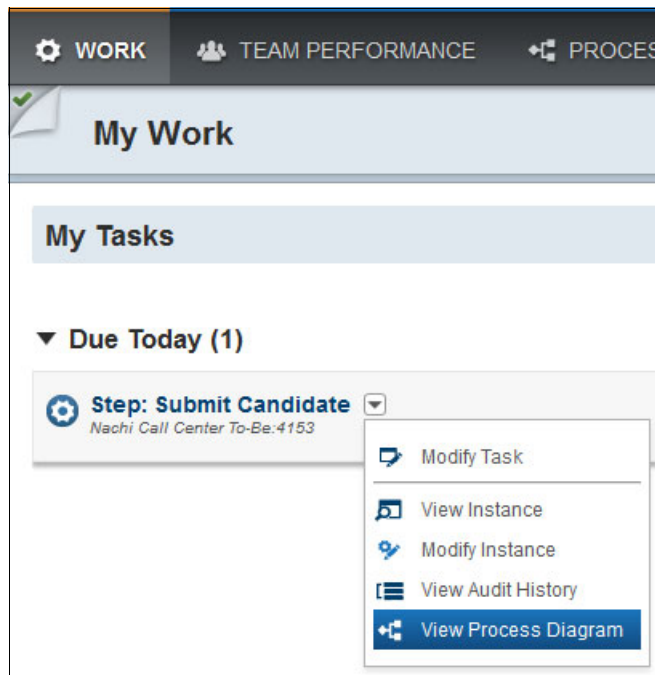 WORK TEAM PERFORMANCE PROCES
My Work
My Tasks
Due Today (1)
Step: Submit Candidate
Nachi Call Center To-Be:4153
Modify Task
View Instance
Modify Instance
View Audit History
View Process Diagram